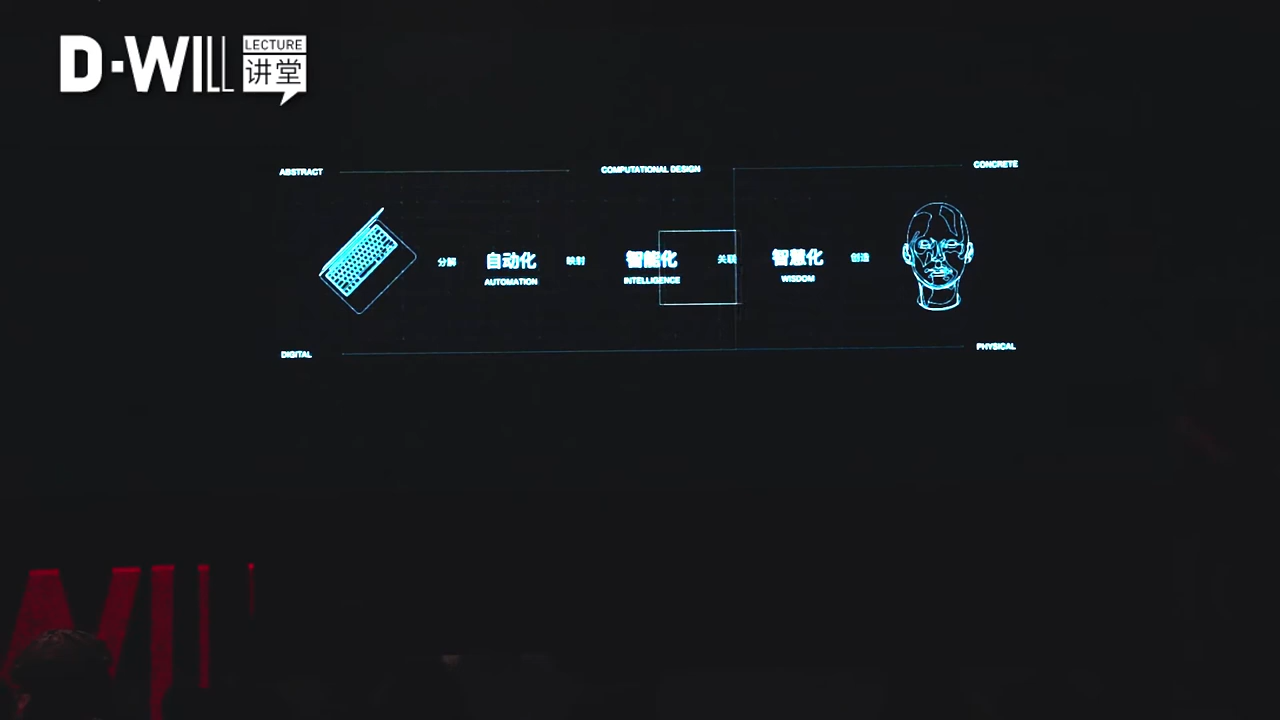 D·WILL LECTURE
讲堂
ABSTRACT COMPUTATIONAL DESIGN CONCRETE
分解 自动化 映射 智能化 关联 智慧化 创造
AUTOMATION INTELLIGENCE WISDOM
DIGITAL PHYSICAL
WILL